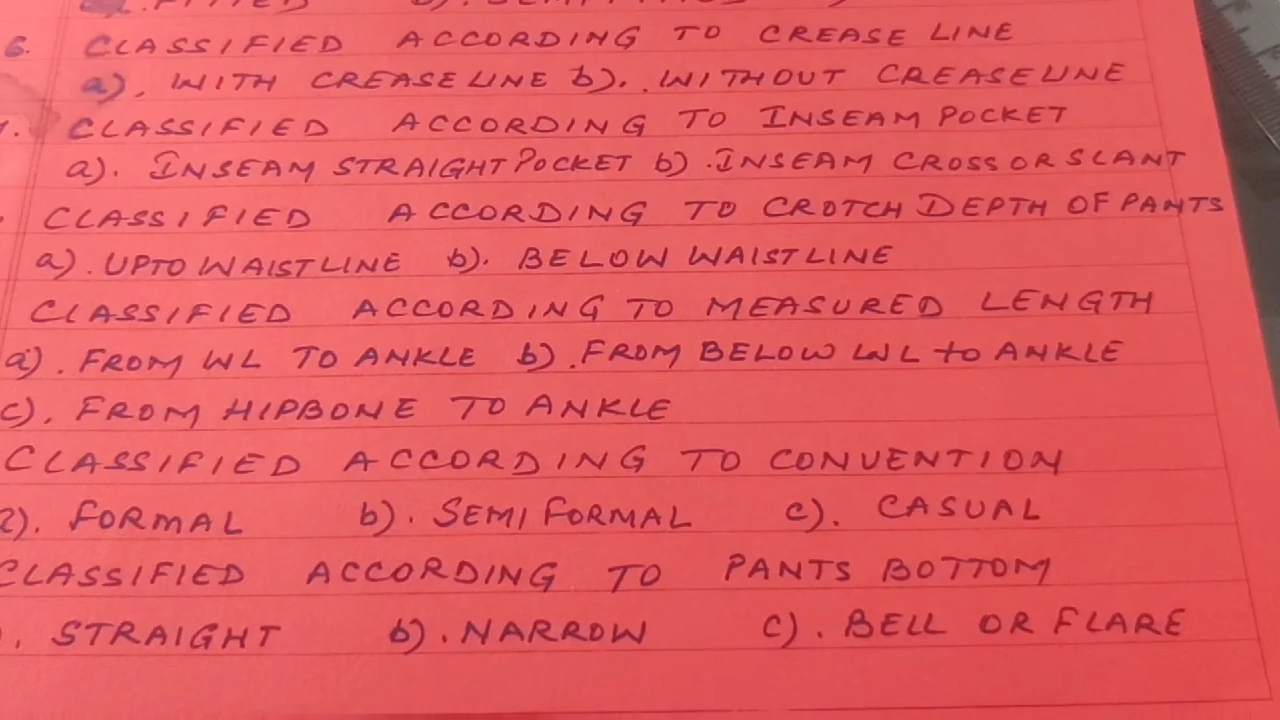 6. CLASSIFIED ACCORDING TO CREASE LINE
a). WITH CREASELINE b). WITHOUT CREASELINE
CLASSIFIED ACCORDING TO INSEAM POCKET
a). INSEAM STRAIGHT POCKET b). INSEAM CROSS OR SLANT
CLASSIFIED ACCORDING TO CROTCH DEPTH OF PANTS
a). UPTO WAISTLINE b). BELOW WAISTLINE
CLASSIFIED ACCORDING TO MEASURED LENGTH
a). FROM WL TO ANKLE b). FROM BELOW WL to ANKLE
c). FROM HIPBONE TO ANKLE
CLASSIFIED ACCORDING TO CONVENTION
a). FORMAL b). SEMI FORMAL c). CASUAL
CLASSIFIED ACCORDING TO PANTS BOTTOM
). STRAIGHT b). NARROW c). BELL OR FLARE